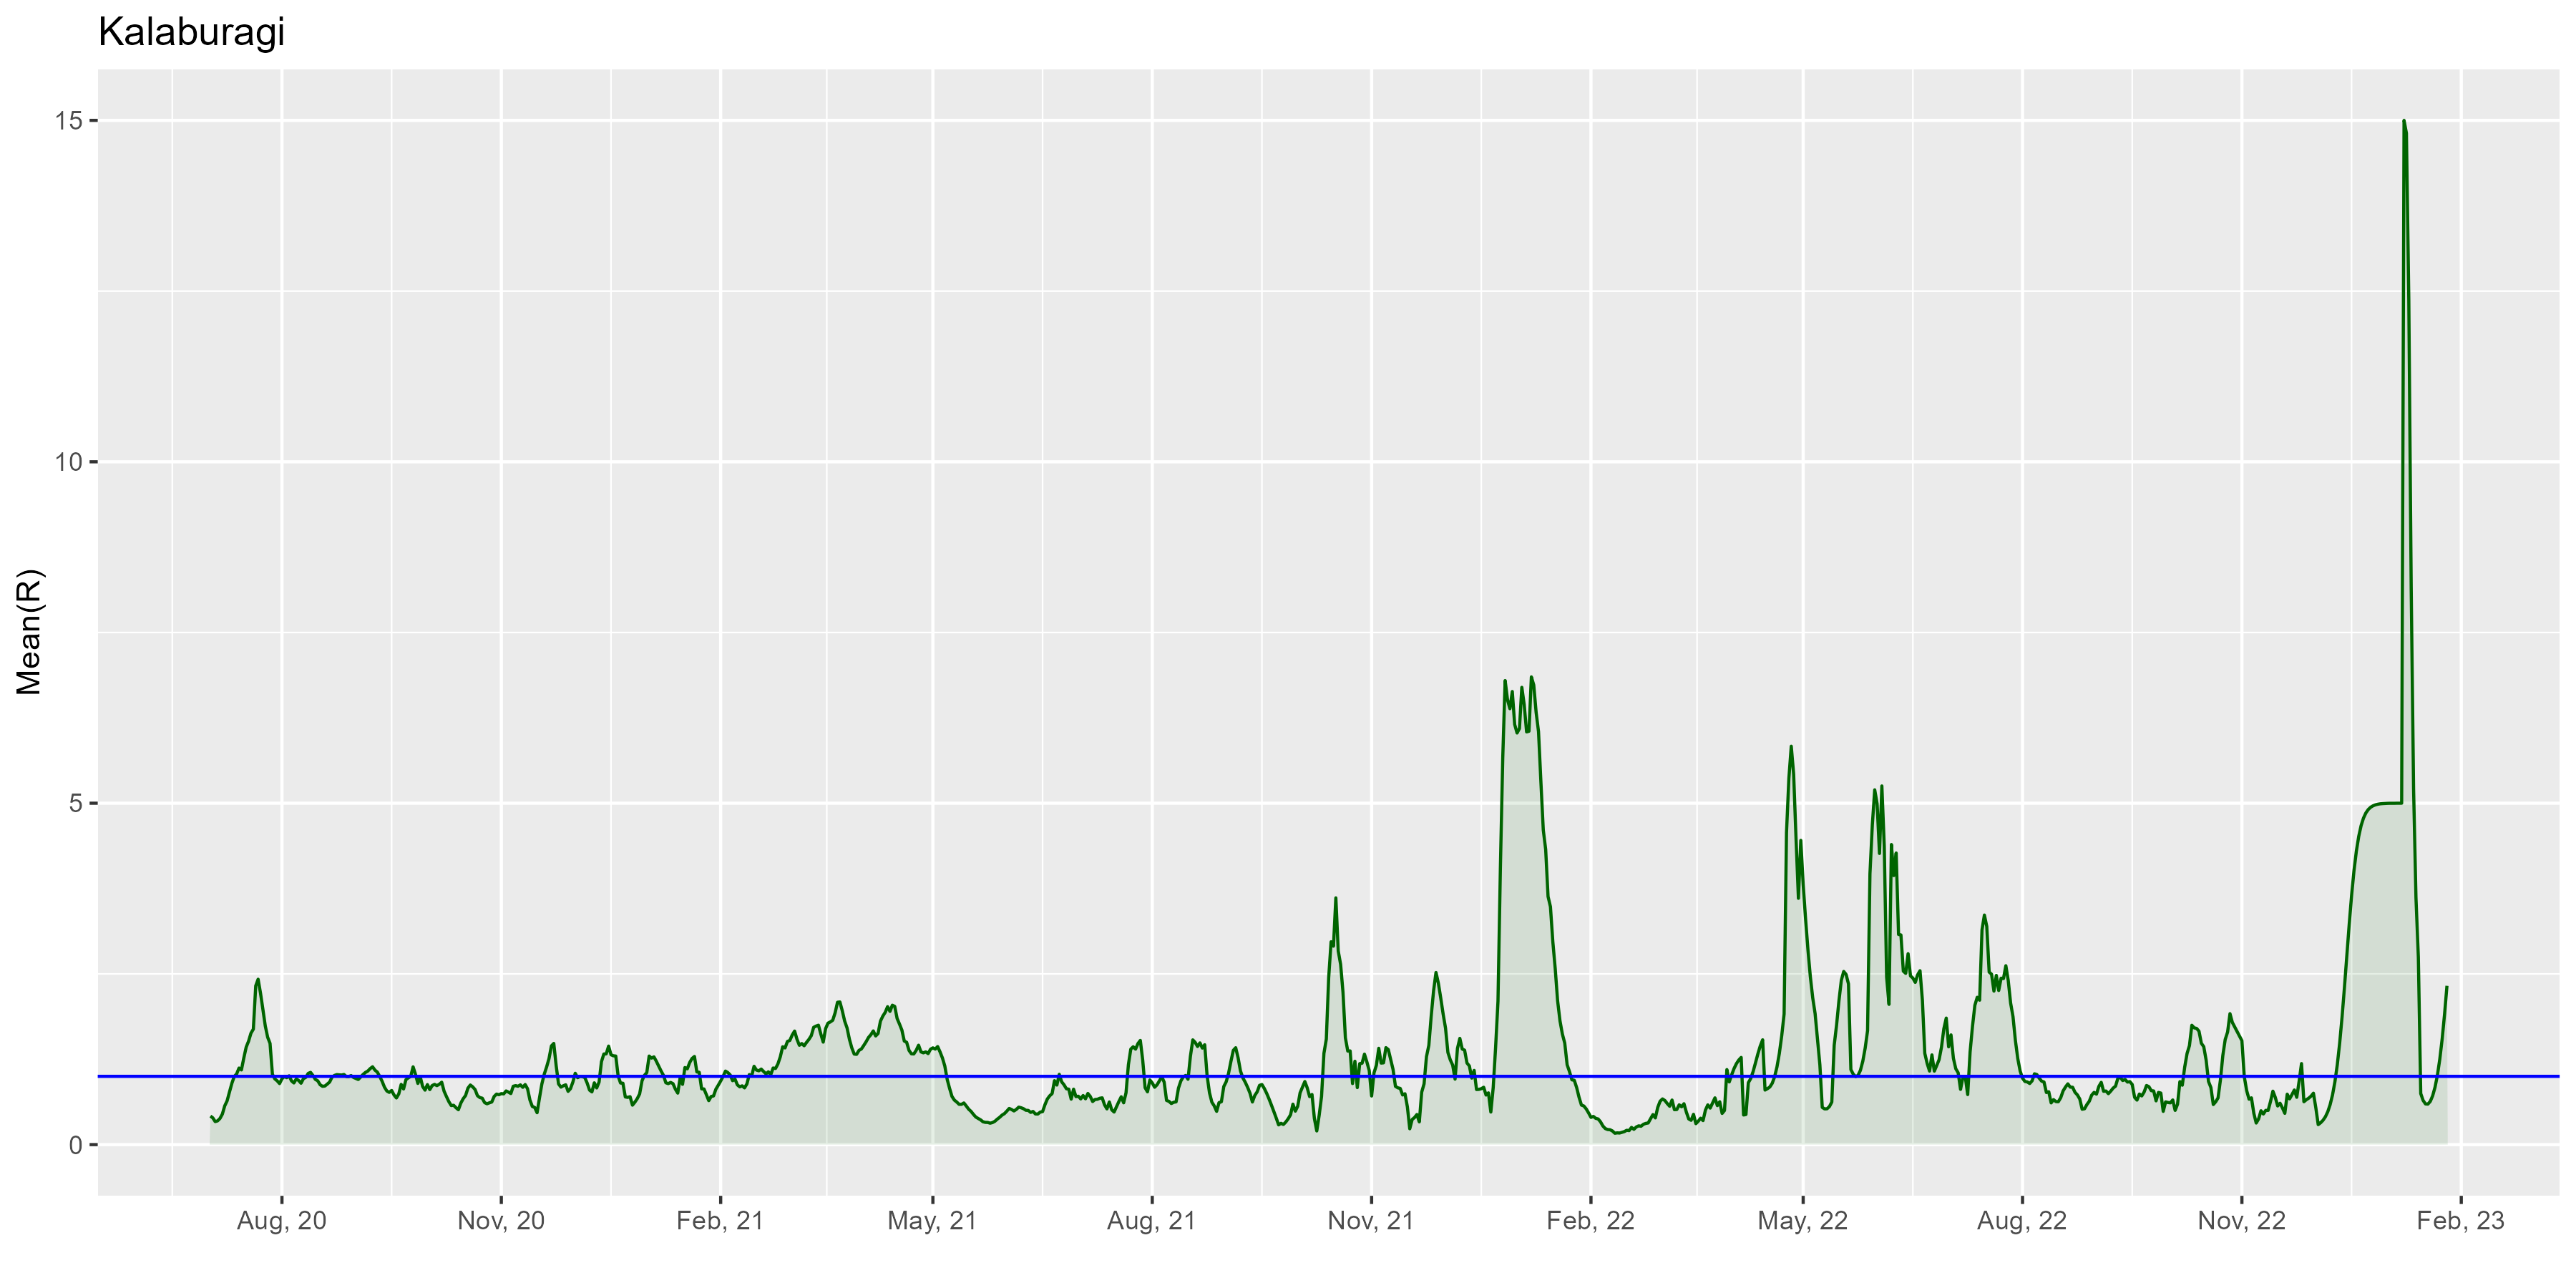 Kalaburagi
Mean(R)
15
10
5
0
Aug, 20
Nov, 20
Feb, 21
May, 21
Aug, 21
Nov, 21
Feb, 22
May, 22
Aug, 22
Nov, 22
Feb, 23